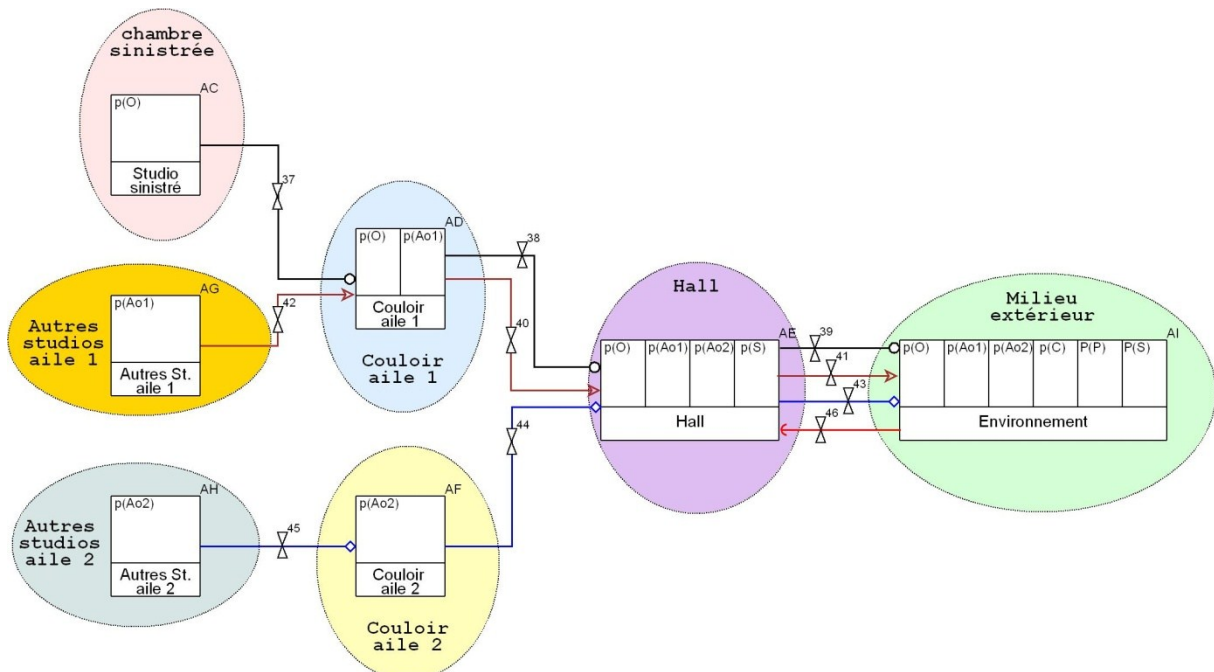 chambre
sinistrée
AC
p(O)
Studio
sinistré
37
AG
p(Ao1)
Autres St.
aile 1
Autres
studios
aile 1
42
AD
p(O) p(Ao1)
Couloir
aile 1
Couloir
aile 1
38
40
AH
p(Ao2)
Autres St.
aile 2
Autres
studios
aile 2
45
AF
p(Ao2)
Couloir
aile 2
Couloir
aile 2
44
Hall
AE
p(O) p(Ao1) p(Ao2) p(S)
Hall
39
41
43
46
Milieu
extérieur
AI
p(O) p(Ao1) p(Ao2) p(C) P(P) P(S)
Environnement